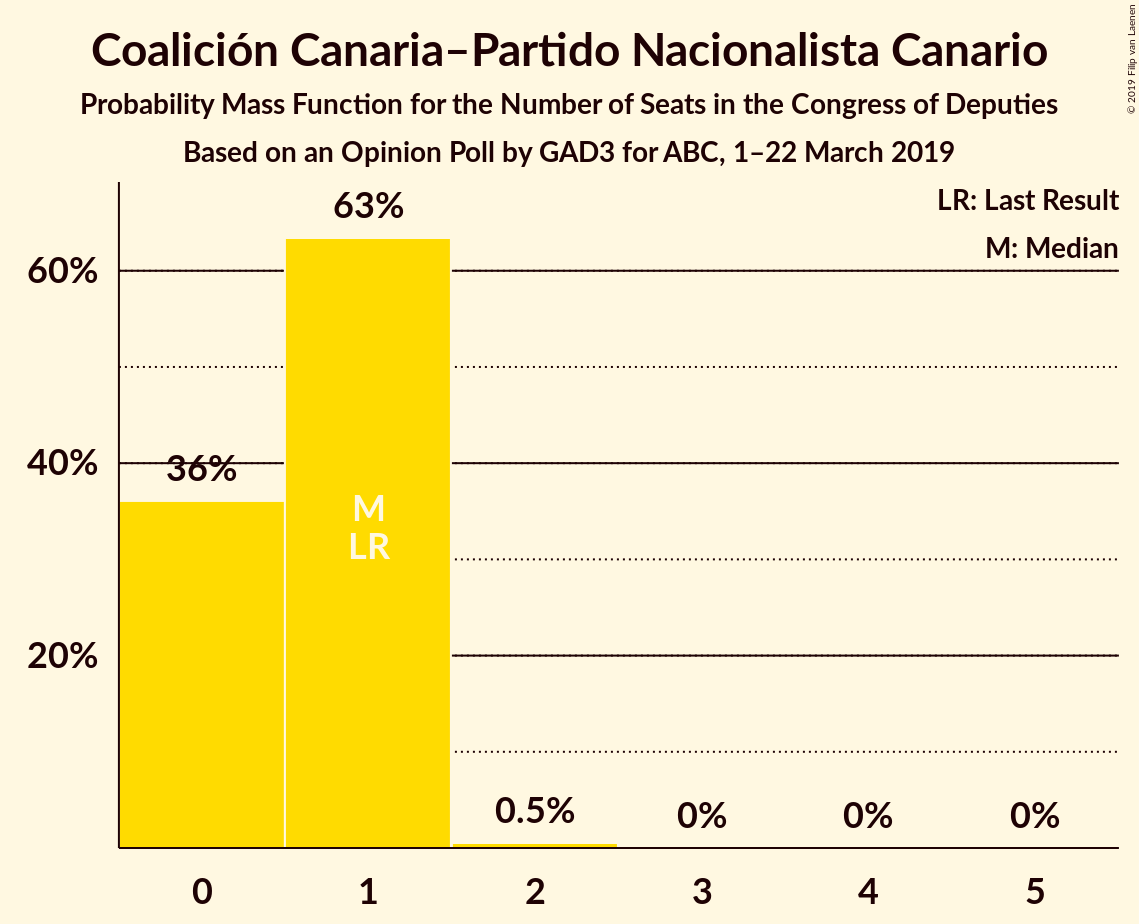 Coalición Canaria–Partido Nacionalista Canario
Probability Mass Function for the Number of Seats in the Congress of Deputies
Based on an Opinion Poll by GAD3 for ABC, 1–22 March 2019
© 2019 Filip van Laenen
LR: Last Result
M: Median
63%
60%
40%
36%
M
LR
20%
0.5%
0%
0%
0%
0
1
2
3
4
5